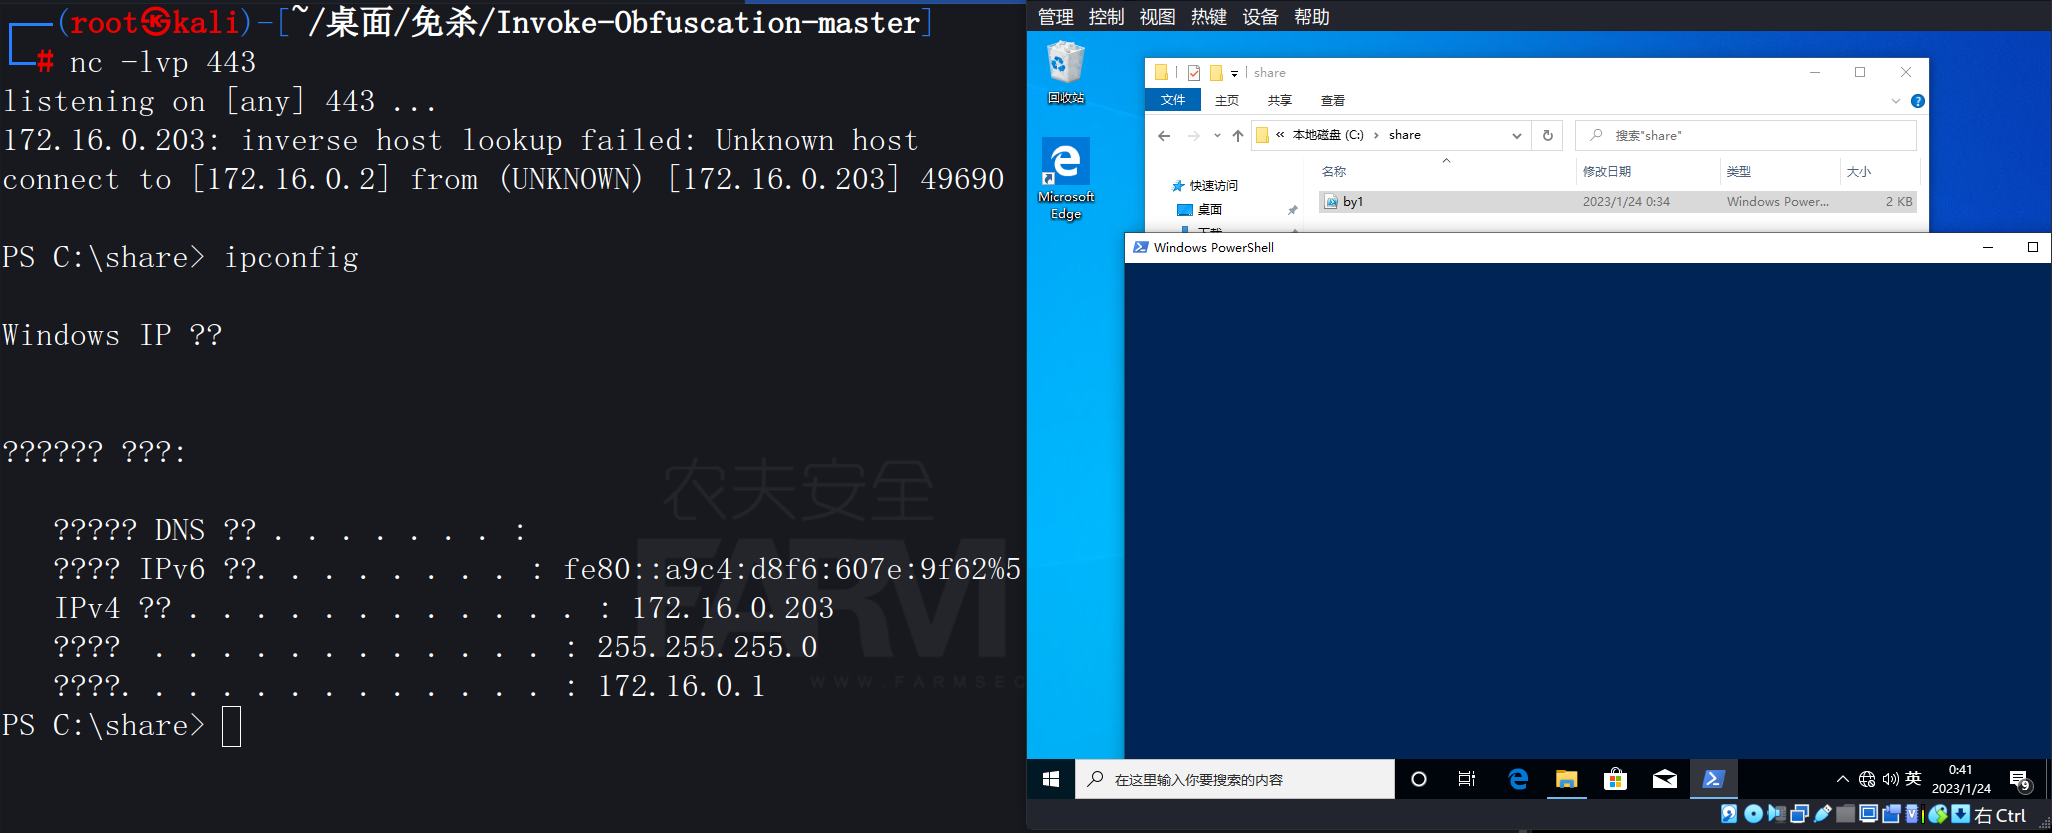 (root㉿kali)-[~/桌面/免杀/Invoke-Obfuscation-master]
# nc -lvp 443
listening on [any] 443 ...
172.16.0.203: inverse host lookup failed: Unknown host
connect to [172.16.0.2] from (UNKNOWN) [172.16.0.203] 49690
PS C:\share> ipconfig
Windows IP ??
?????? ???:
????? DNS ?? . . . . . . . :
???? IPv6 ??. . . . . . . . : fe80::a9c4:d8f6:607e:9f62%5
IPv4 ?? . . . . . . . . . . . . : 172.16.0.203
???? . . . . . . . . . . . . : 255.255.255.0
????. . . . . . . . . . . . . : 172.16.0.1
PS C:\share>
农夫安全
FARM
WWW.FARMSEC
管理 控制 视图 热键 设备 帮助
回收站
Microsoft
Edge
share
文件 主页 共享 查看
« 本地磁盘 (C:) › share
搜索"share"
名称 修改日期 类型 大小
快速访问
by1 2023/1/24 0:34 Windows Power... 2 KB
桌面
下载
Windows PowerShell
在这里输入你要搜索的内容
英
0:41
2023/1/24
9
右 Ctrl